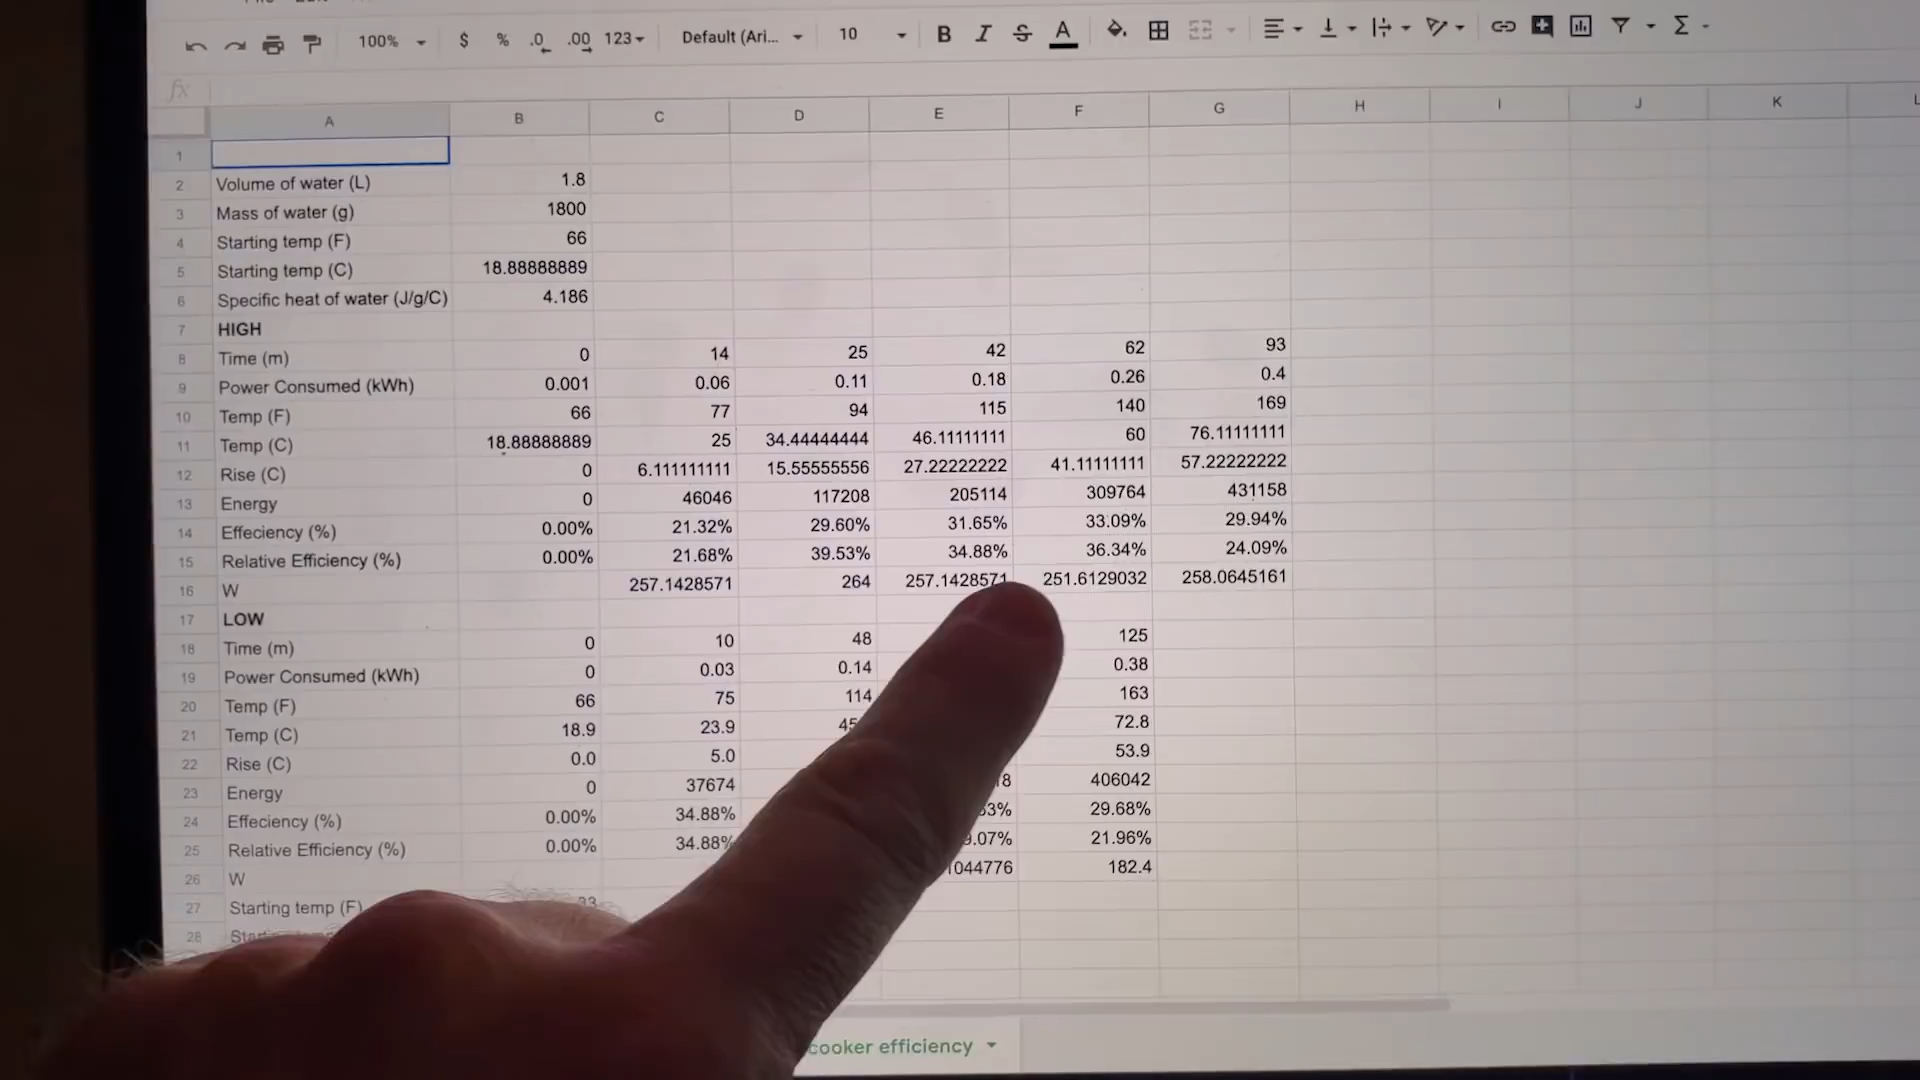 100% $ % .0 .00 123 Default (Ari... 10 B I S A Σ
fx
A B C D E F G H I J K L
1
2 Volume of water (L) 1.8
3 Mass of water (g) 1800
4 Starting temp (F) 66
5 Starting temp (C) 18.88888889
6 Specific heat of water (J/g/C) 4.186
7 HIGH
8 Time (m) 0 14 25 42 62 93
9 Power Consumed (kWh) 0.001 0.06 0.11 0.18 0.26 0.4
10 Temp (F) 66 77 94 115 140 169
11 Temp (C) 18.88888889 25 34.44444444 46.11111111 60 76.11111111
12 Rise (C) 0 6.111111111 15.55555556 27.22222222 41.11111111 57.22222222
13 Energy 0 46046 117208 205114 309764 431158
14 Effeciency (%) 0.00% 21.32% 29.60% 31.65% 33.09% 29.94%
15 Relative Efficiency (%) 0.00% 21.68% 39.53% 34.88% 36.34% 24.09%
16 W 257.1428571 264 257.1428571 251.6129032 258.0645161
17 LOW
18 Time (m) 0 10 48 125
19 Power Consumed (kWh) 0 0.03 0.14 0.38
20 Temp (F) 66 75 114 163
21 Temp (C) 18.9 23.9 45 72.8
22 Rise (C) 0.0 5.0 53.9
23 Energy 0 37674 406042
24 Effeciency (%) 0.00% 34.88% 29.68%
25 Relative Efficiency (%) 0.00% 34.88% 21.96%
26 W 044776 182.4
27 Starting temp (F)
28
cooker efficiency